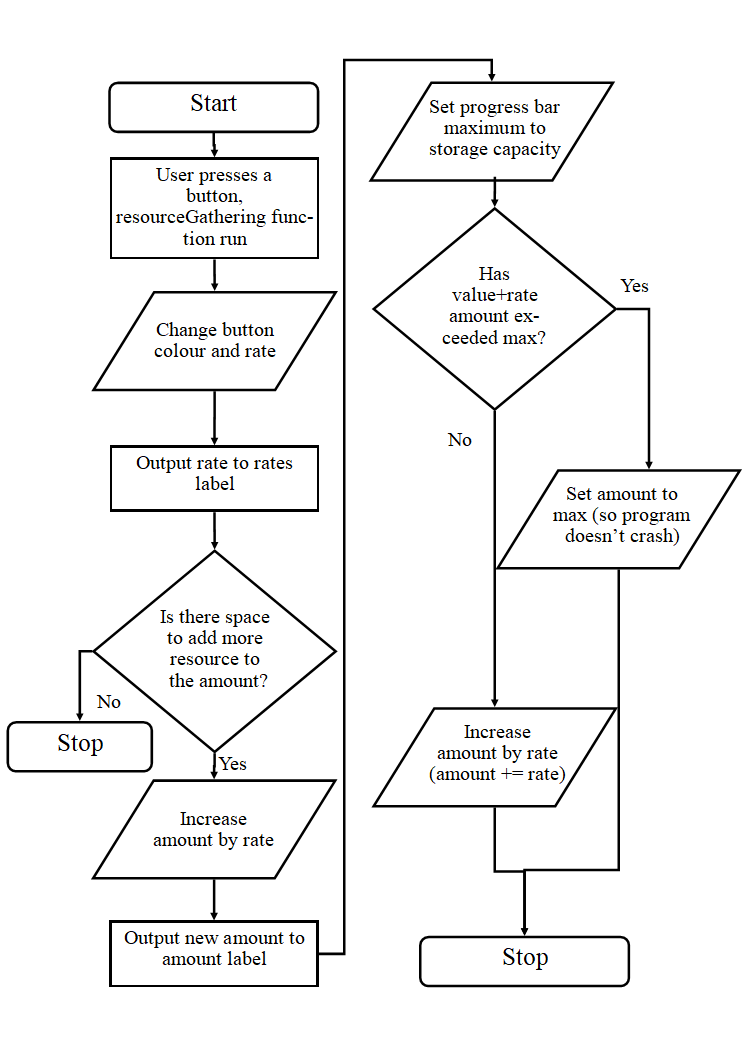 Start
User presses a
button,
resourceGathering func-
tion run
Change button
colour and rate
Output rate to rates
label
Is there space
to add more
resource to
the amount?
No
Stop
Yes
Increase
amount by rate
Output new amount to
amount label
Set progress bar
maximum to
storage capacity
Has
value+rate
amount ex-
ceeded max?
Yes
No
Set amount to
max (so program
doesn’t crash)
Increase
amount by rate
(amount += rate)
Stop